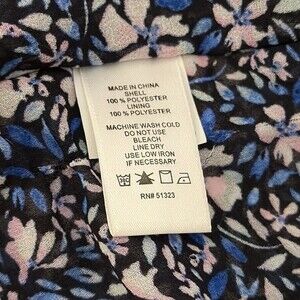 MADE IN CHINA
SHELL
100 % POLYESTER
LINING
100 % POLYESTER
MACHINE WASH COLD
DO NOT USE
BLEACH
LINE DRY
USE LOW IRON
IF NECESSARY
RN# 51323